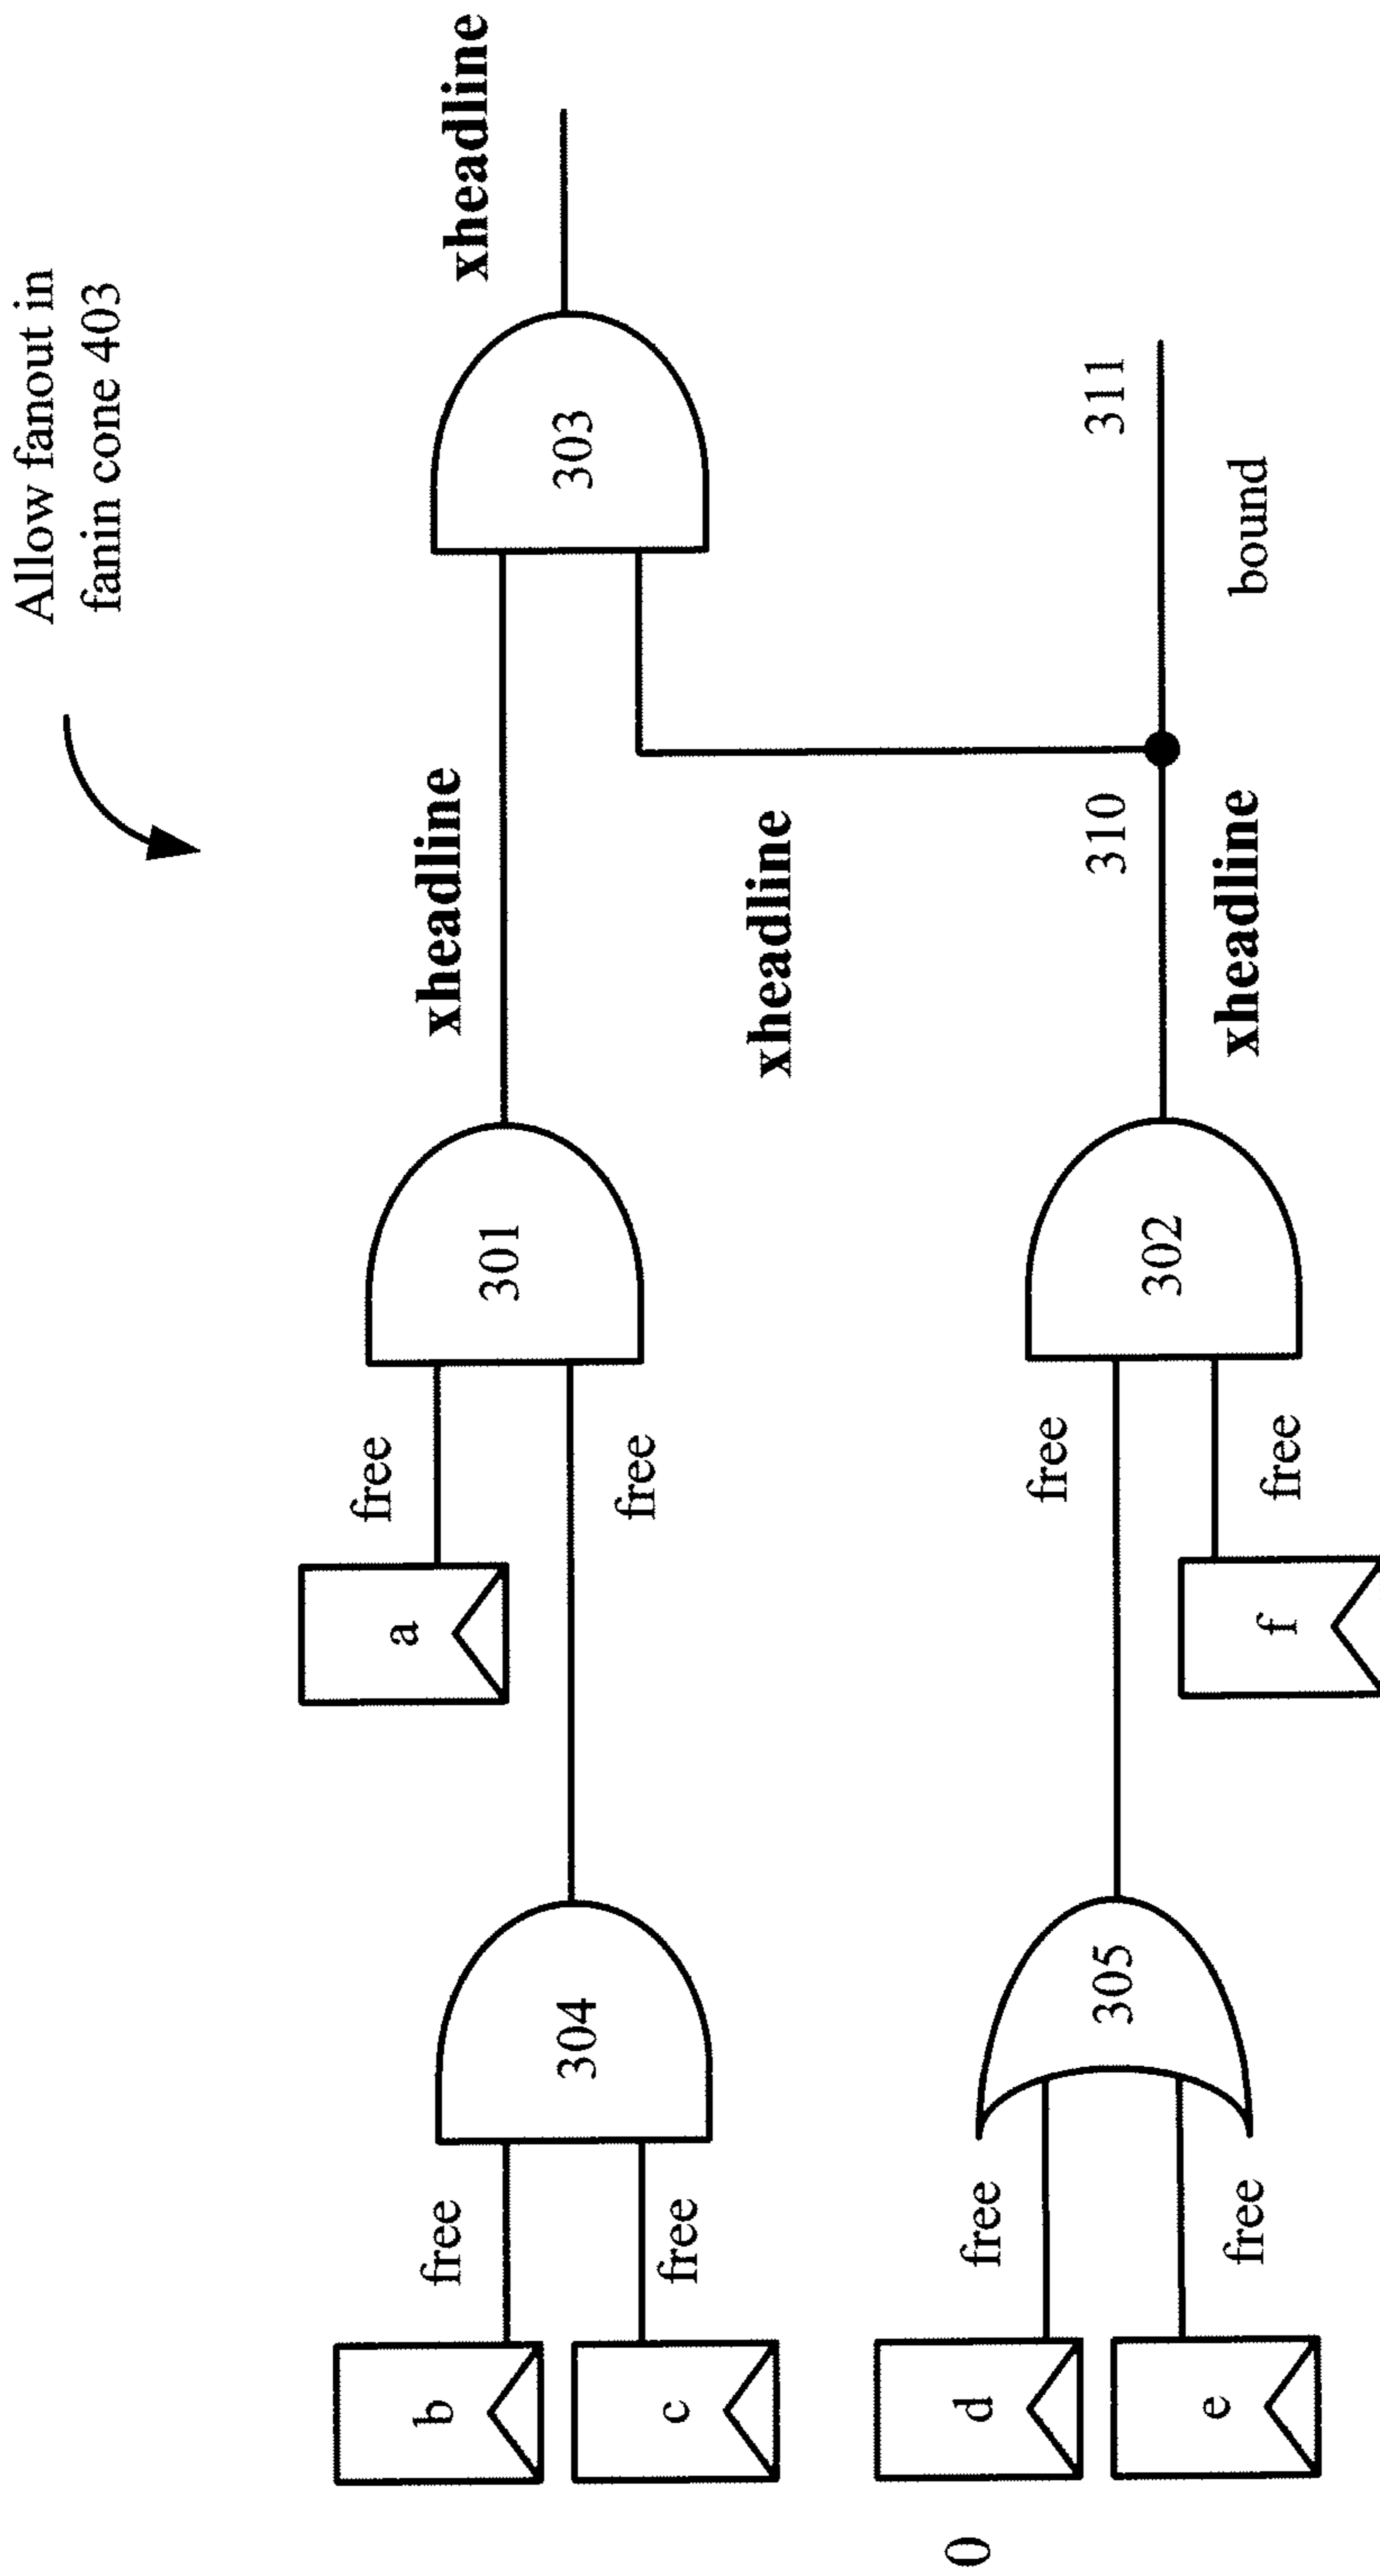 Allow fanout in
fanin cone 403
xheadline
303
xheadline
xheadline
311
bound
310
xheadline
301
302
free
free
free
free
a
f
304
305
free
free
free
free
b
c
d
e
0